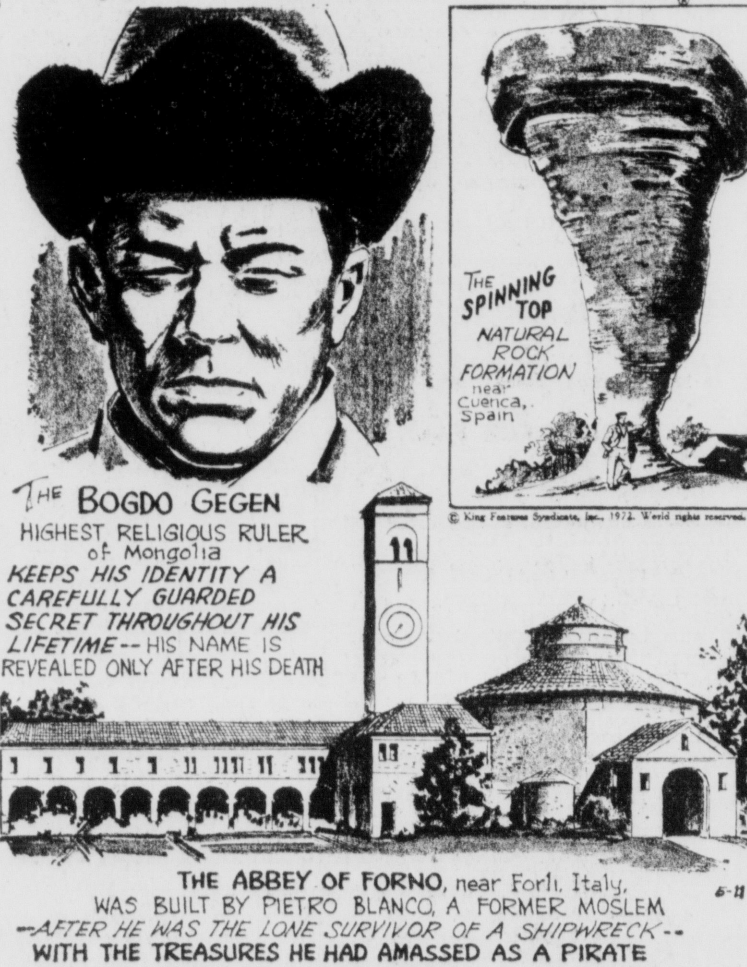 THE
SPINNING
TOP
NATURAL
ROCK
FORMATION
near
Cuenca,
Spain
© King Features Syndicate, Inc., 1972. World rights reserved.
THE BOGDO GEGEN
HIGHEST RELIGIOUS RULER
of Mongolia
KEEPS HIS IDENTITY A
CAREFULLY GUARDED
SECRET THROUGHOUT HIS
LIFETIME -- HIS NAME IS
REVEALED ONLY AFTER HIS DEATH
THE ABBEY OF FORNO, near Forli, Italy,
WAS BUILT BY PIETRO BLANCO, A FORMER MOSLEM
--AFTER HE WAS THE LONE SURVIVOR OF A SHIPWRECK--
WITH THE TREASURES HE HAD AMASSED AS A PIRATE
5-11